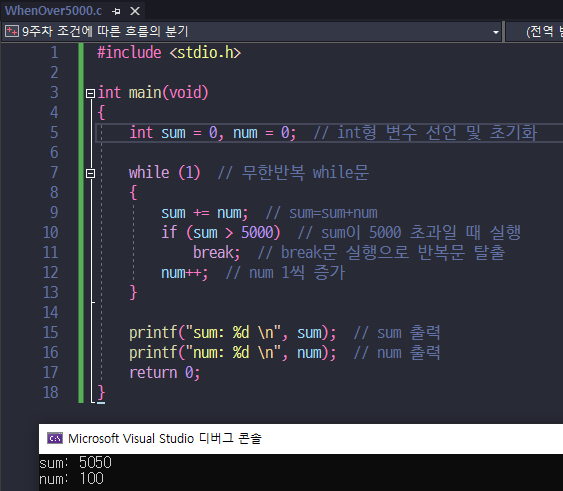 WhenOver5000.c
9주차 조건에 따른 흐름의 분기
(전역 범
1 #include <stdio.h>
2
3 int main(void)
4 {
5 int sum = 0, num = 0; // int형 변수 선언 및 초기화
6
7 while (1) // 무한반복 while문
8 {
9 sum += num; // sum=sum+num
10 if (sum > 5000) // sum이 5000 초과일 때 실행
11 break; // break문 실행으로 반복문 탈출
12 num++; // num 1씩 증가
13 }
14
15 printf("sum: %d \n", sum); // sum 출력
16 printf("num: %d \n", num); // num 출력
17 return 0;
18 }
Microsoft Visual Studio 디버그 콘솔
sum: 5050
num: 100